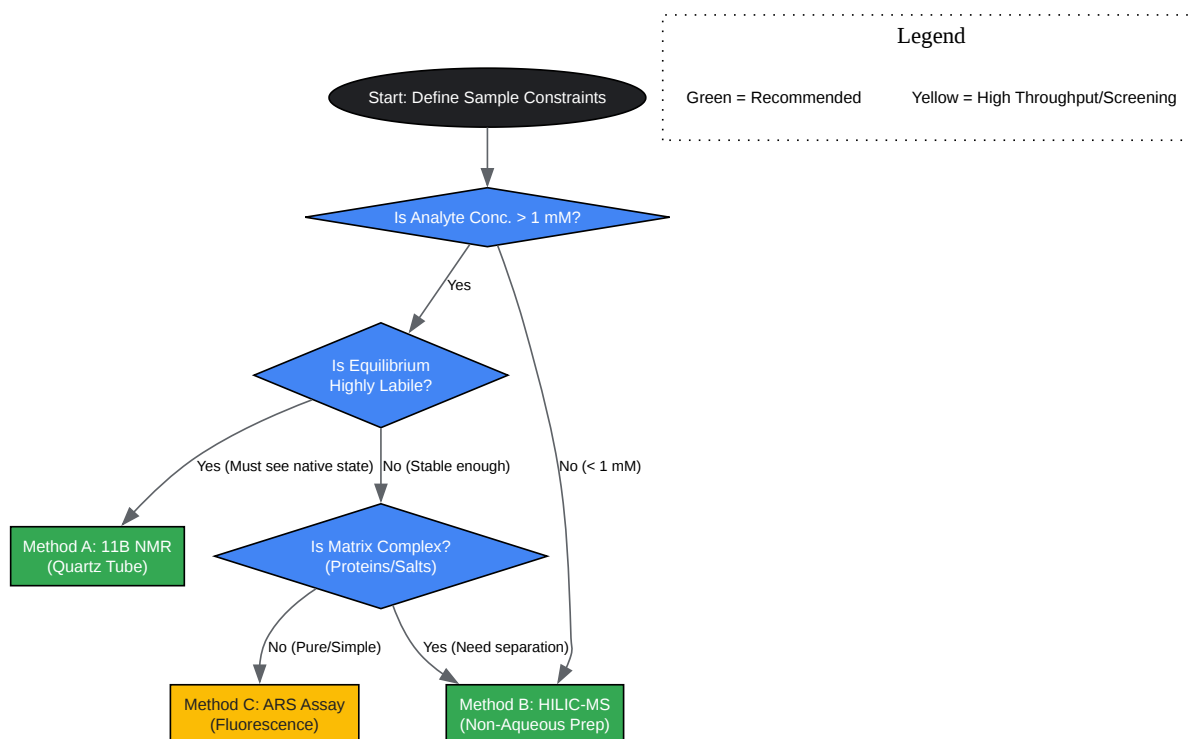 Legend
Start: Define Sample Constraints
Green = Recommended
Yellow = High Throughput/Screening
Is Analyte Conc. > 1 mM?
Yes
Is Equilibrium
Highly Labile?
Yes (Must see native state)
No (Stable enough)
No (< 1 mM)
Method A: 11B NMR
(Quartz Tube)
Is Matrix Complex?
(Proteins/Salts)
No (Pure/Simple)
Yes (Need separation)
Method C: ARS Assay
(Fluorescence)
Method B: HILIC-MS
(Non-Aqueous Prep)